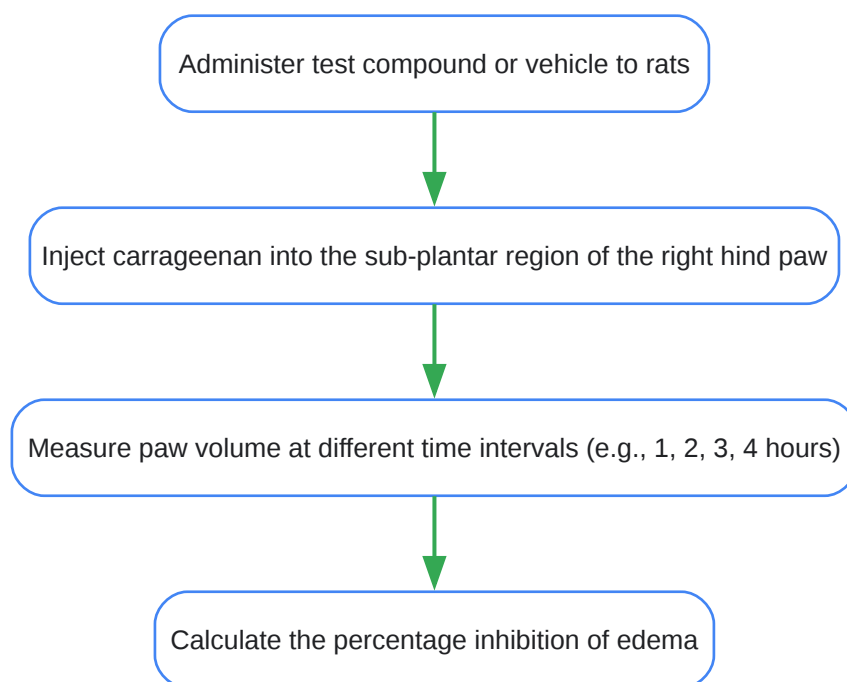 Administer test compound or vehicle to rats
Inject carrageenan into the sub-plantar region of the right hind paw
Measure paw volume at different time intervals (e.g., 1, 2, 3, 4 hours)
Calculate the percentage inhibition of edema